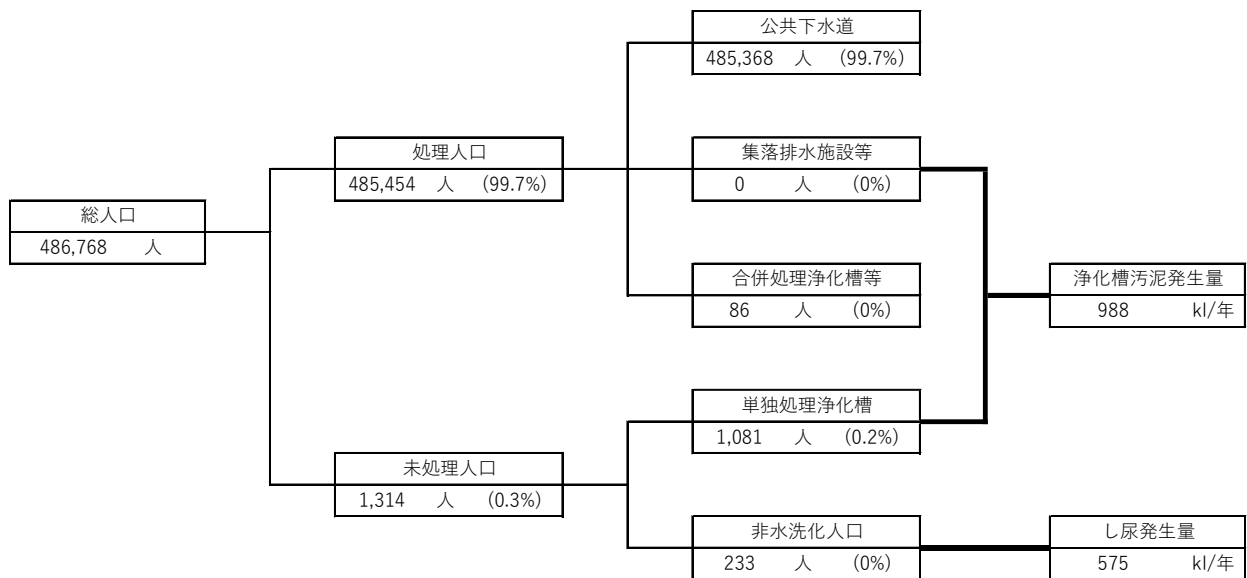 公共下水道
485,368 人 (99.7%)
処理人口
485,454 人 (99.7%)
集落排水施設等
0 人 (0%)
総人口
486,768 人
合併処理浄化槽等
86 人 (0%)
浄化槽汚泥発生量
988 kl/年
単独処理浄化槽
1,081 人 (0.2%)
未処理人口
1,314 人 (0.3%)
非水洗化人口
233 人 (0%)
し尿発生量
575 kl/年